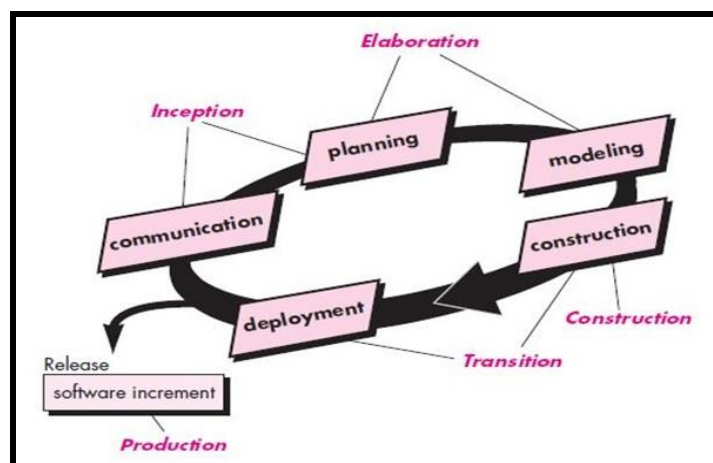 Elaboration
Inception
planning
modeling
communication
construction
deployment
Construction
Transition
Release
software increment
Production